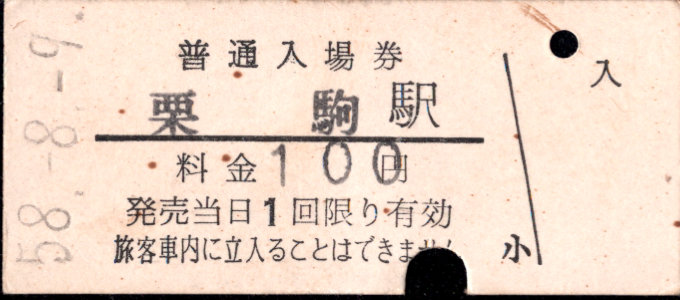 58.-8.-9.
普通入場券
栗駒駅
料金100円
発売当日1回限り有効
旅客車内に立入ることはできません
小
入